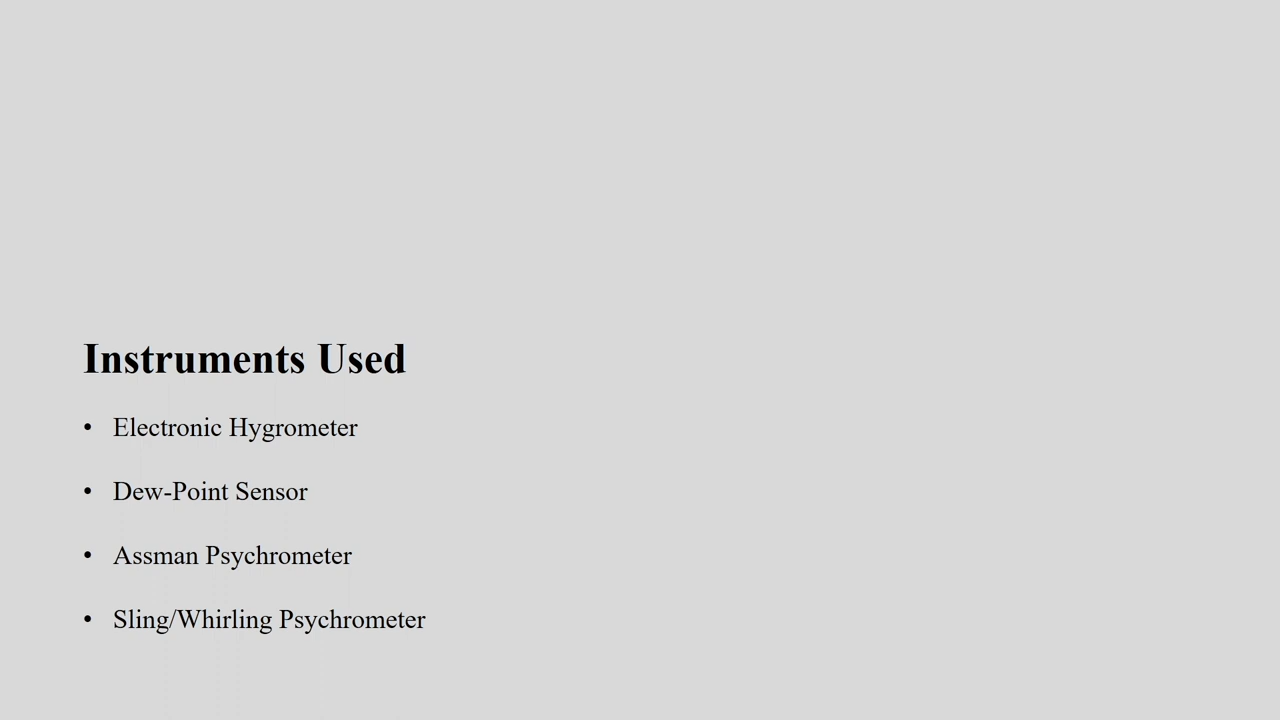 Instruments Used
• Electronic Hygrometer
• Dew-Point Sensor
• Assman Psychrometer
• Sling/Whirling Psychrometer